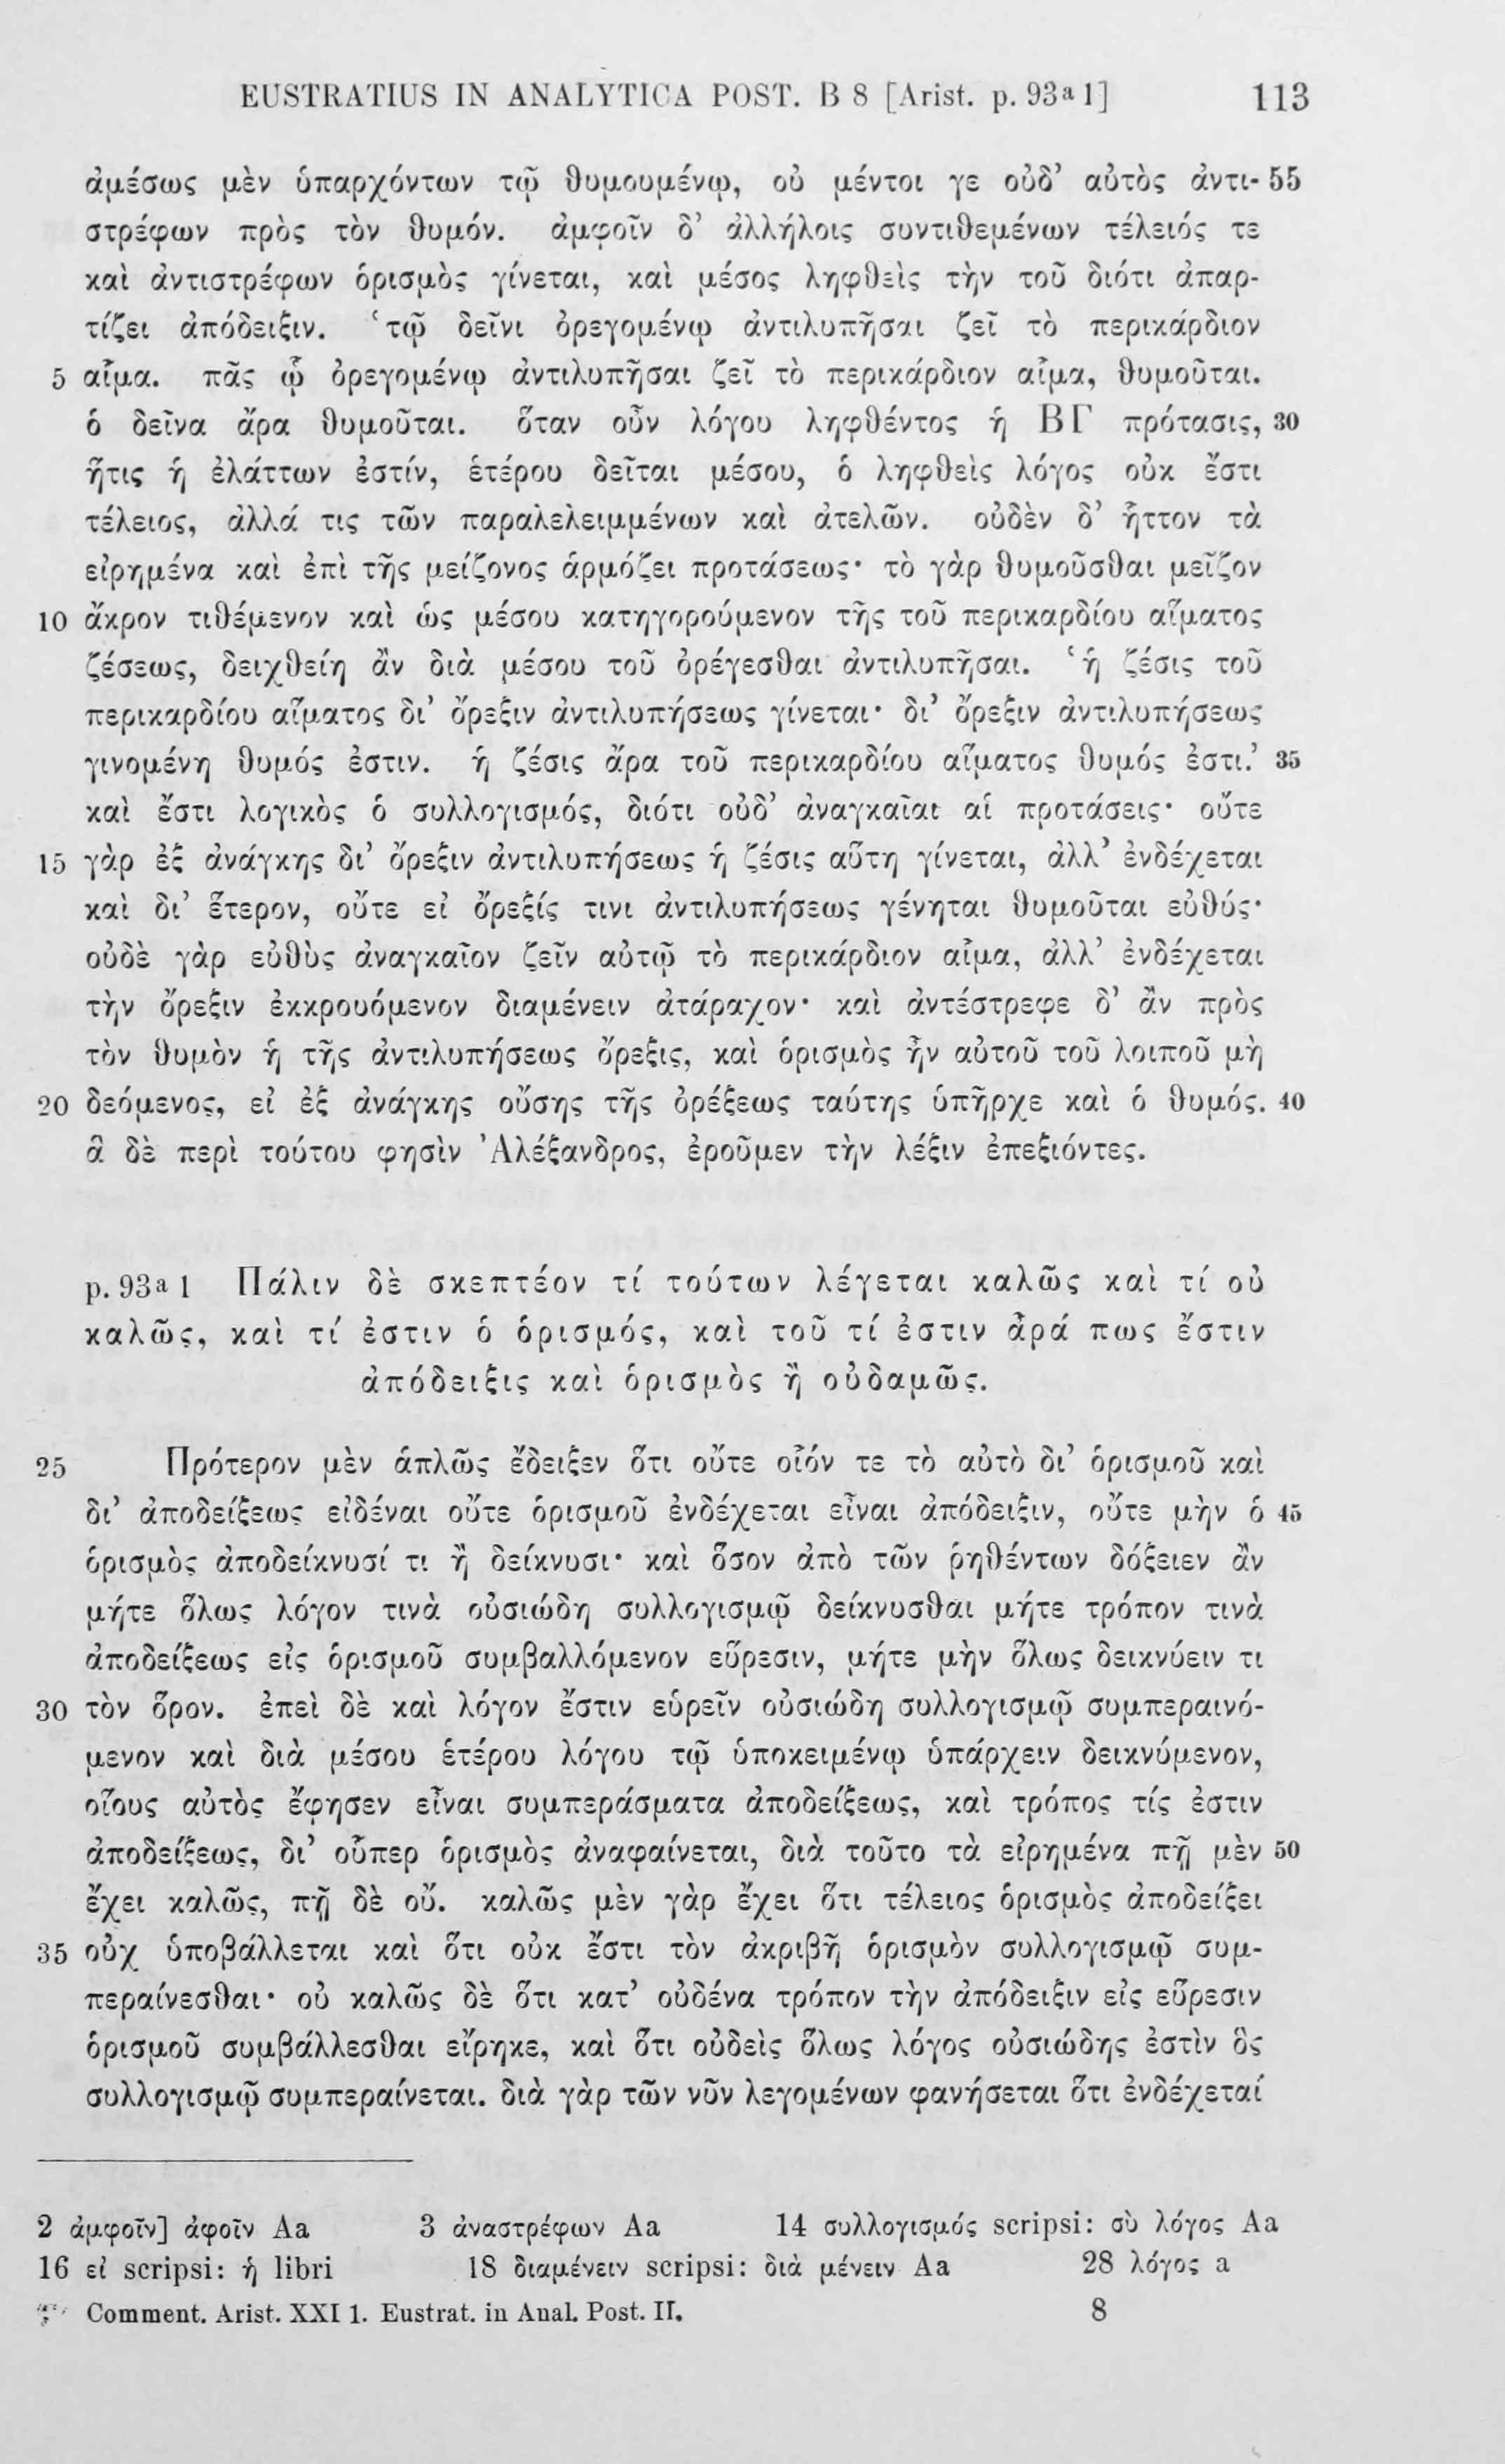 EUSTRATIUS IN ANALYTICA POST. B 8 [Arist. p. 93a 1] 113
ἀμέσως μὲν ὑπαρχόντων τῷ θυμουμένῳ, οὐ μέντοι γε οὐδ’ αὐτὸς ἀντι- 55
στρέφων πρὸς τὸν θυμόν. ἀμφοῖν δ’ ἀλλήλοις συντιθεμένων τέλειός τε
καὶ ἀντιστρέφων ὁρισμὸς γίνεται, καὶ μέσος ληφθεὶς τὴν τοῦ διότι ἀπαρ-
τίζει ἀπόδειξιν. ‘τῷ δεῖνι ὀρεγομένῳ ἀντιλυπῆσαι ζεῖ τὸ περικάρδιον
5 αἷμα. πᾶς ᾧ ὀρεγομένῳ ἀντιλυπῆσαι ζεῖ τὸ περικάρδιον αἷμα, θυμοῦται.
ὁ δεῖνα ἄρα θυμοῦται. ὅταν οὖν λόγου ληφθέντος ἡ ΒΓ πρότασις, 30
ἥτις ἡ ἐλάττων ἐστίν, ἑτέρου δεῖται μέσου, ὁ ληφθεὶς λόγος οὐκ ἔστι
τέλειος, ἀλλά τις τῶν παραλελειμμένων καὶ ἀτελῶν. οὐδὲν δ’ ἧττον τὰ
εἰρημένα καὶ ἐπὶ τῆς μείζονος ἁρμόζει προτάσεως· τὸ γὰρ θυμοῦσθαι μεῖζον
10 ἄκρον τιθέμενον καὶ ὡς μέσου κατηγορούμενον τῆς τοῦ περικαρδίου αἵματος
ζέσεως, δειχθείη ἂν διὰ μέσου τοῦ ὀρέγεσθαι ἀντιλυπῆσαι. ‘ἡ ζέσις τοῦ
περικαρδίου αἵματος δι’ ὄρεξιν ἀντιλυπήσεως γίνεται· δι’ ὄρεξιν ἀντιλυπήσεως
γινομένη θυμός ἐστιν. ἡ ζέσις ἄρα τοῦ περικαρδίου αἵματος θυμός ἐστι.’ 35
καὶ ἔστι λογικὸς ὁ συλλογισμός, διότι οὐδ’ ἀναγκαῖαι αἱ προτάσεις· οὔτε
15 γὰρ ἐξ ἀνάγκης δι’ ὄρεξιν ἀντιλυπήσεως ἡ ζέσις αὕτη γίνεται, ἀλλ’ ἐνδέχεται
καὶ δι’ ἕτερον, οὔτε εἰ ὄρεξίς τινι ἀντιλυπήσεως γένηται θυμοῦται εὐθύς·
οὐδὲ γὰρ εὐθὺς ἀναγκαῖον ζεῖν αὐτῷ τὸ περικάρδιον αἷμα, ἀλλ’ ἐνδέχεται
τὴν ὄρεξιν ἐκκρουόμενον διαμένειν ἀτάραχον· καὶ ἀντέστρεφε δ’ ἂν πρὸς
τὸν θυμὸν ἡ τῆς ἀντιλυπήσεως ὄρεξις, καὶ ὁρισμὸς ἦν αὐτοῦ τοῦ λοιποῦ μὴ
20 δεόμενος, εἰ ἐξ ἀνάγκης οὔσης τῆς ὀρέξεως ταύτης ὑπῆρχε καὶ ὁ θυμός. 40
ἃ δὲ περὶ τούτου φησὶν Ἀλέξανδρος, ἐροῦμεν τὴν λέξιν ἐπεξιόντες.
p. 93a 1 Πάλιν δὲ σκεπτέον τί τούτων λέγεται καλῶς καὶ τί οὐ
καλῶς, καὶ τί ἐστιν ὁ ὁρισμός, καὶ τοῦ τί ἐστιν ἆρά πως ἔστιν
ἀπόδειξις καὶ ὁρισμὸς ἢ οὐδαμῶς.
25 Πρότερον μὲν ἁπλῶς ἔδειξεν ὅτι οὔτε οἷόν τε τὸ αὐτὸ δι’ ὁρισμοῦ καὶ
δι’ ἀποδείξεως εἰδέναι οὔτε ὁρισμοῦ ἐνδέχεται εἶναι ἀπόδειξιν, οὔτε μὴν ὁ 45
ὁρισμὸς ἀποδείκνυσί τι ἢ δείκνυσι· καὶ ὅσον ἀπὸ τῶν ῥηθέντων δόξειεν ἂν
μήτε ὅλως λόγον τινὰ οὐσιώδη συλλογισμῷ δείκνυσθαι μήτε τρόπον τινὰ
ἀποδείξεως εἰς ὁρισμοῦ συμβαλλόμενον εὕρεσιν, μήτε μὴν ὅλως δεικνύειν τι
30 τὸν ὅρον. ἐπεὶ δὲ καὶ λόγον ἔστιν εὑρεῖν οὐσιώδη συλλογισμῷ συμπεραινό-
μενον καὶ διὰ μέσου ἑτέρου λόγου τῷ ὑποκειμένῳ ὑπάρχειν δεικνύμενον,
οἵους αὐτὸς ἔφησεν εἶναι συμπεράσματα ἀποδείξεως, καὶ τρόπος τίς ἐστιν
ἀποδείξεως, δι’ οὗπερ ὁρισμὸς ἀναφαίνεται, διὰ τοῦτο τὰ εἰρημένα πῇ μὲν 50
ἔχει καλῶς, πῇ δὲ οὔ. καλῶς μὲν γὰρ ἔχει ὅτι τέλειος ὁρισμὸς ἀποδείξει
35 οὐχ ὑποβάλλεται καὶ ὅτι οὐκ ἔστι τὸν ἀκριβῆ ὁρισμὸν συλλογισμῷ συμ-
περαίνεσθαι· οὐ καλῶς δὲ ὅτι κατ’ οὐδένα τρόπον τὴν ἀπόδειξιν εἰς εὕρεσιν
ὁρισμοῦ συμβάλλεσθαι εἴρηκε, καὶ ὅτι οὐδεὶς ὅλως λόγος οὐσιώδης ἐστὶν ὃς
συλλογισμῷ συμπεραίνεται. διὰ γὰρ τῶν νῦν λεγομένων φανήσεται ὅτι ἐνδέχεταί
2 ἀμφοῖν] ἀφοῖν Aa 3 ἀναστρέφων Aa 14 συλλογισμός scripsi: σὺ λόγος Aa
16 εἰ scripsi: ἡ libri 18 διαμένειν scripsi: διὰ μένειν Aa 28 λόγος a
Comment. Arist. XXI 1. Eustrat. in Anal. Post. II. 8